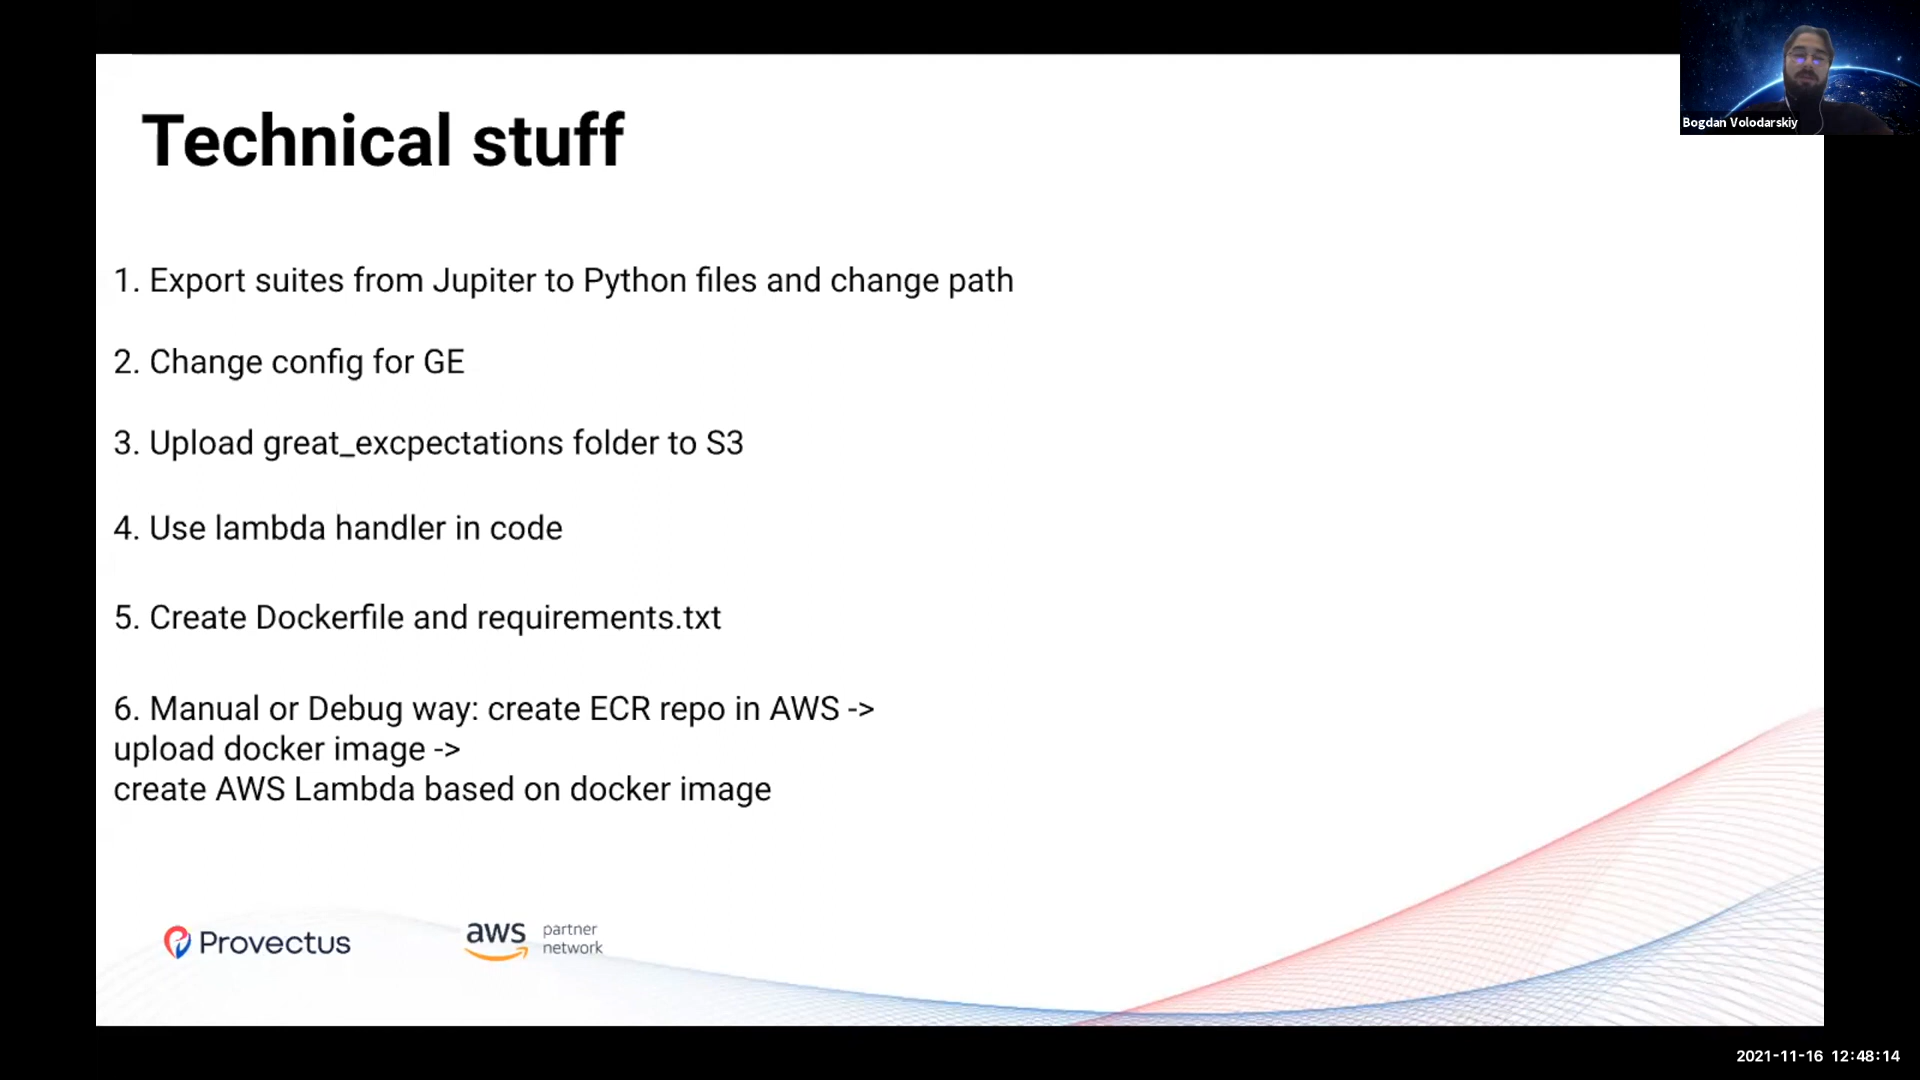 Technical stuff
1. Export suites from Jupiter to Python files and change path
2. Change config for GE
3. Upload great_excpectations folder to S3
4. Use lambda handler in code
5. Create Dockerfile and requirements.txt
6. Manual or Debug way: create ECR repo in AWS ->
upload docker image ->
create AWS Lambda based on docker image
Provectus
aws partner
network
Bogdan Volodarskiy
2021-11-16 12:48:14